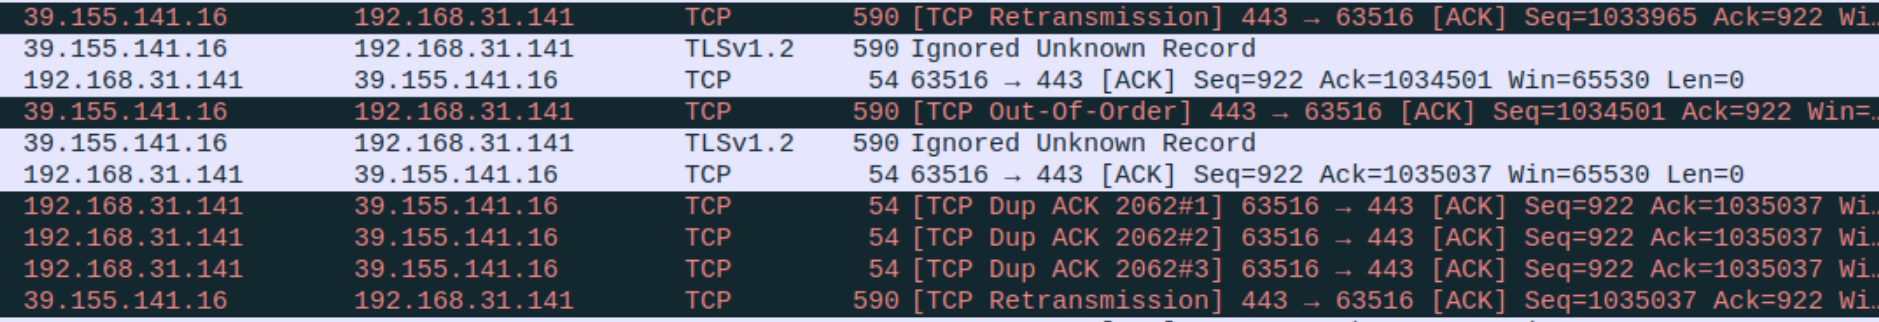 39.155.141.16 192.168.31.141 TCP 590 [TCP Retransmission] 443 → 63516 [ACK] Seq=1033965 Ack=922 Wi…
39.155.141.16 192.168.31.141 TLSv1.2 590 Ignored Unknown Record
192.168.31.141 39.155.141.16 TCP 54 63516 → 443 [ACK] Seq=922 Ack=1034501 Win=65530 Len=0
39.155.141.16 192.168.31.141 TCP 590 [TCP Out-Of-Order] 443 → 63516 [ACK] Seq=1034501 Ack=922 Win=…
39.155.141.16 192.168.31.141 TLSv1.2 590 Ignored Unknown Record
192.168.31.141 39.155.141.16 TCP 54 63516 → 443 [ACK] Seq=922 Ack=1035037 Win=65530 Len=0
192.168.31.141 39.155.141.16 TCP 54 [TCP Dup ACK 2062#1] 63516 → 443 [ACK] Seq=922 Ack=1035037 Wi…
192.168.31.141 39.155.141.16 TCP 54 [TCP Dup ACK 2062#2] 63516 → 443 [ACK] Seq=922 Ack=1035037 Wi…
192.168.31.141 39.155.141.16 TCP 54 [TCP Dup ACK 2062#3] 63516 → 443 [ACK] Seq=922 Ack=1035037 Wi…
39.155.141.16 192.168.31.141 TCP 590 [TCP Retransmission] 443 → 63516 [ACK] Seq=1035037 Ack=922 Wi…